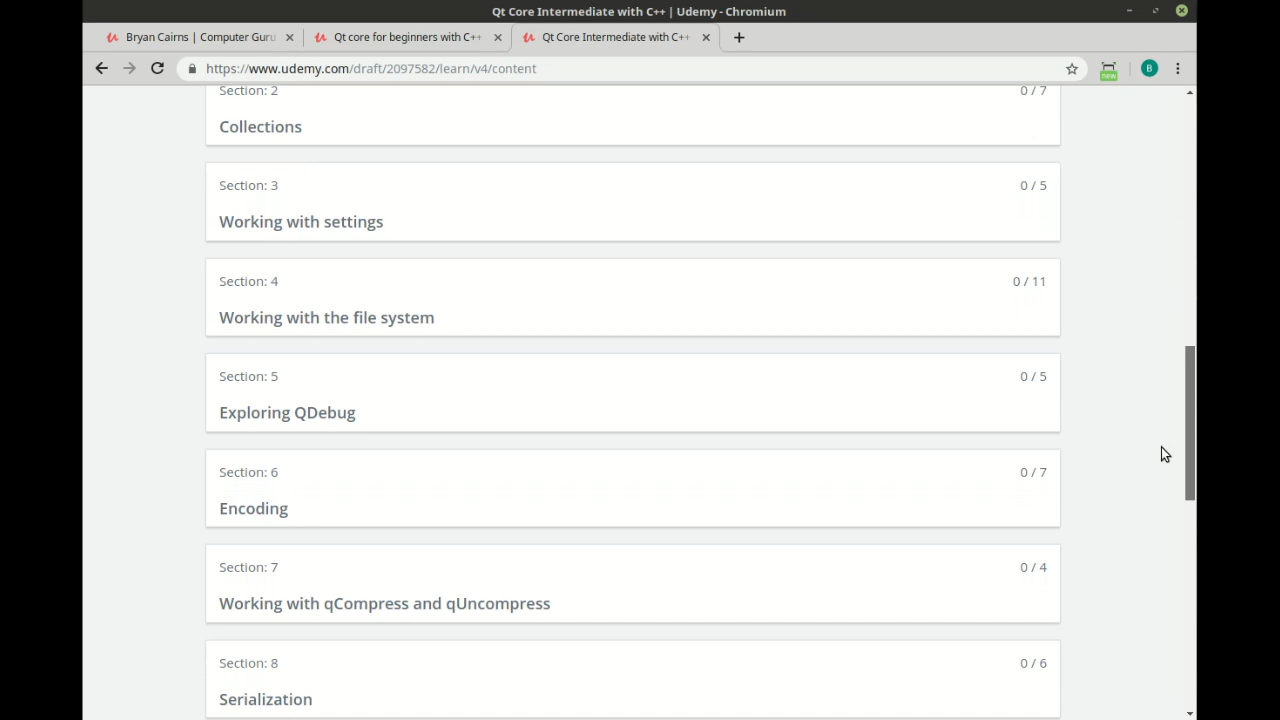 Qt Core Intermediate with C++ | Udemy - Chromium
Bryan Cairns | Computer Guru
Qt core for beginners with C++
Qt Core Intermediate with C++
https://www.udemy.com/draft/2097582/learn/v4/content
new
B
Section: 2
0 / 7
Collections
Section: 3
0 / 5
Working with settings
Section: 4
0 / 11
Working with the file system
Section: 5
0 / 5
Exploring QDebug
Section: 6
0 / 7
Encoding
Section: 7
0 / 4
Working with qCompress and qUncompress
Section: 8
0 / 6
Serialization